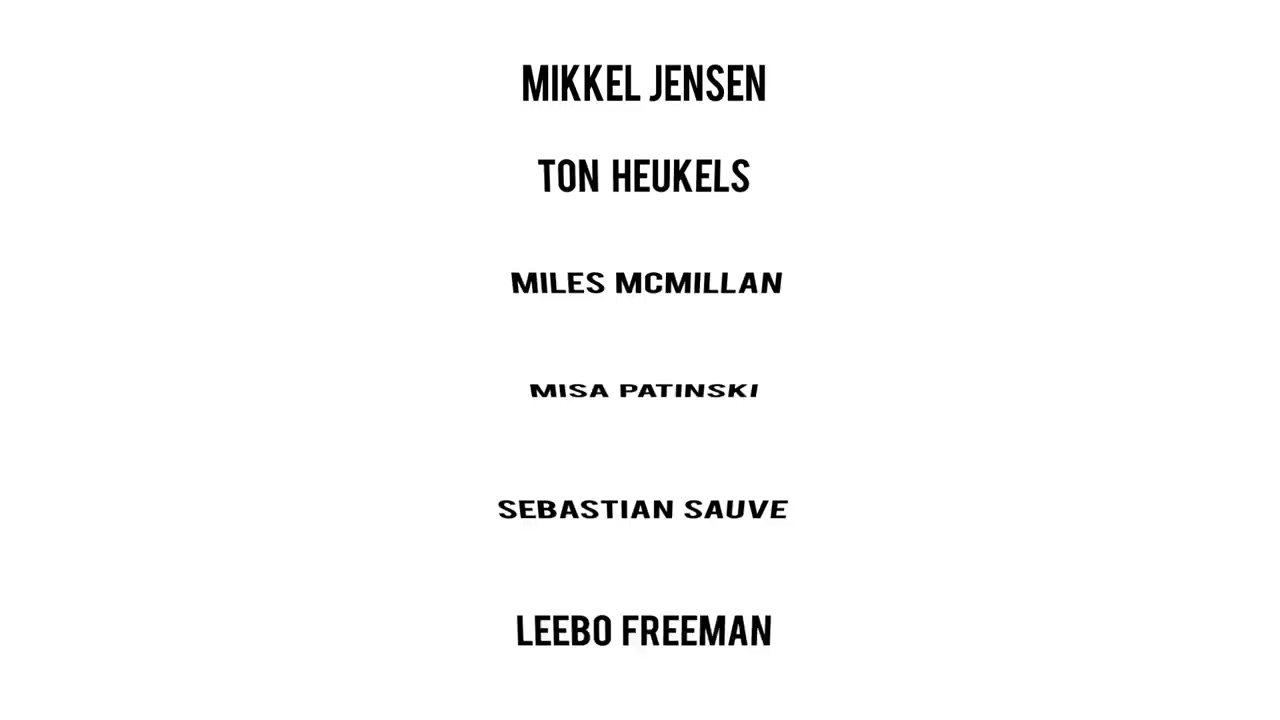 MIKKEL JENSEN
TON HEUKELS
MILES MCMILLAN
MISA PATINSKI
SEBASTIAN SAUVE
LEEBO FREEMAN